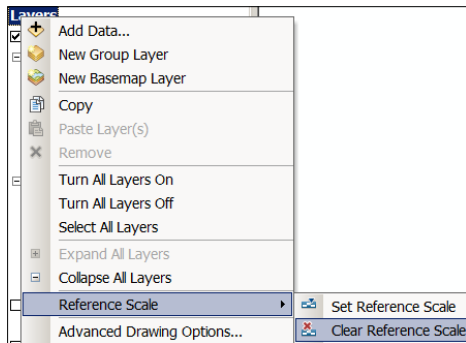 Layers
Add Data...
New Group Layer
New Basemap Layer
Copy
Paste Layer(s)
Remove
Turn All Layers On
Turn All Layers Off
Select All Layers
Expand All Layers
Collapse All Layers
Reference Scale
Set Reference Scale
Clear Reference Scale
Advanced Drawing Options...